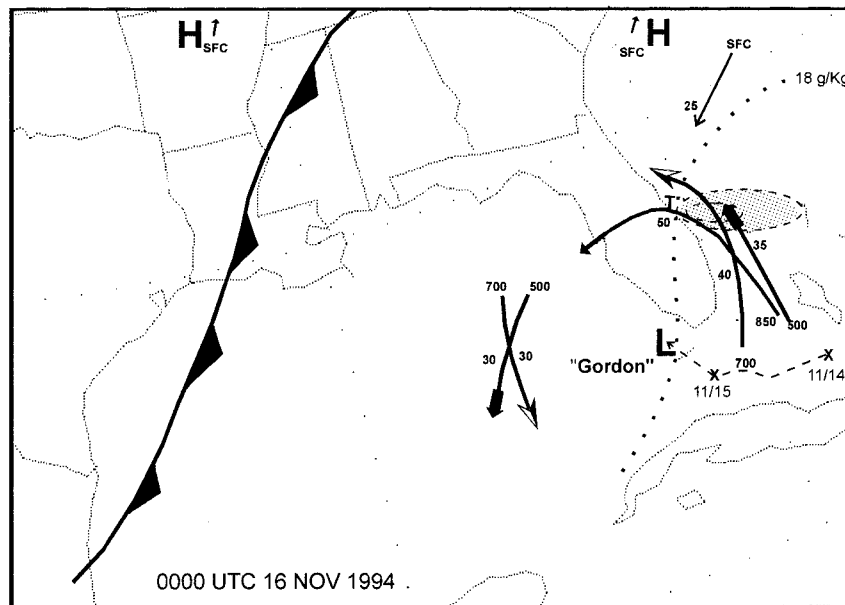 H SFC
SFC H
SFC
25
18 g/Kg
T
50
35
40
700 500
850
500
30 30
L
"Gordon"
700
11/15
X
X
11/14
0000 UTC 16 NOV 1994